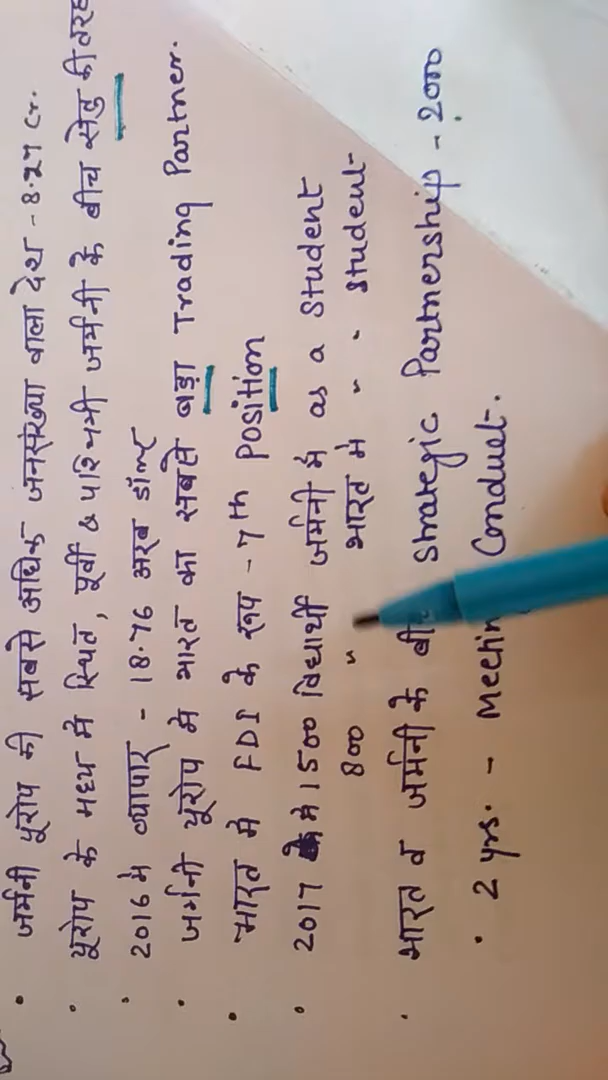 • जर्मनी यूरोप की सबसे अधिक जनसंख्या वाला देश - 8.27 Cr.
• यूरोप के मध्य में स्थित, पूर्वी & पश्चिमी जर्मनी के बीच सेतु की तरह
• 2016 में व्यापार - 18.76 अरब डॉलर
• जर्मनी यूरोप में भारत का सबसे बड़ा Trading Partner.
• भारत में FDI के रूप - 7th Position
• 2017 में 1500 विद्यार्थी जर्मनी में as a Student
800 " भारत में " " Student
• भारत व जर्मनी के Strategic Partnership - 2000
• 2 yrs. - Conduct.